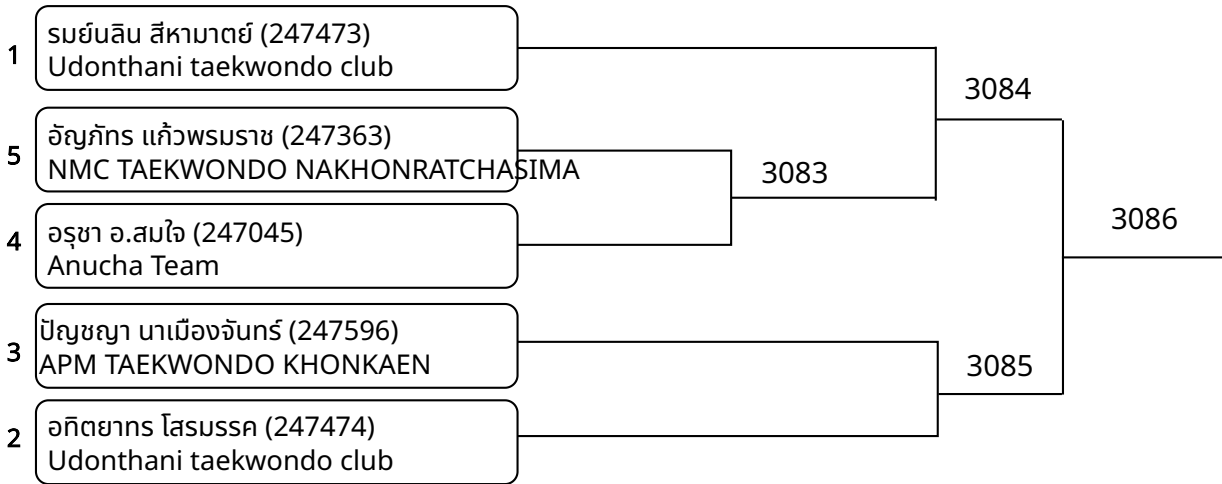 1
รมย์นลิน สีหามาตย์ (247473)
Udonthani taekwondo club
5
อัญภัทร แก้วพรมราช (247363)
NMC TAEKWONDO NAKHONRATCHASIMA
4
อรุชา อ.สมใจ (247045)
Anucha Team
3
ปัญชญา นาเมืองจันทร์ (247596)
APM TAEKWONDO KHONKAEN
2
อทิตยาทร โสรมรรค (247474)
Udonthani taekwondo club
3084
3083
3086
3085